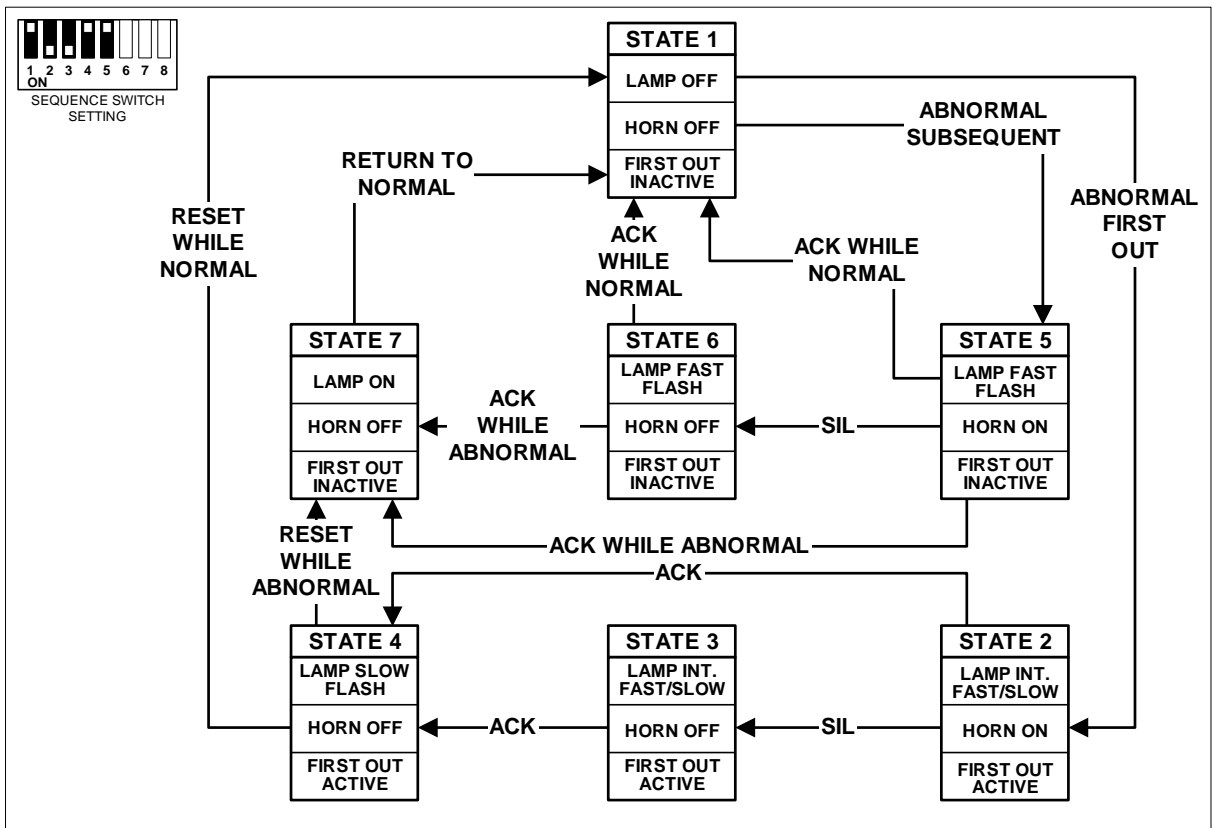 1 2 3 4 5 6 7 8
ON
SEQUENCE SWITCH
SETTING
STATE 1
LAMP OFF
HORN OFF
FIRST OUT
INACTIVE
ABNORMAL
SUBSEQUENT
ABNORMAL
FIRST
OUT
RETURN TO
NORMAL
RESET
WHILE
NORMAL
ACK
WHILE
NORMAL
ACK WHILE
NORMAL
STATE 7
LAMP ON
HORN OFF
FIRST OUT
INACTIVE
ACK
WHILE
ABNORMAL
STATE 6
LAMP FAST
FLASH
HORN OFF
FIRST OUT
INACTIVE
SIL
STATE 5
LAMP FAST
FLASH
HORN ON
FIRST OUT
INACTIVE
RESET
WHILE
ABNORMAL
ACK WHILE ABNORMAL
ACK
STATE 4
LAMP SLOW
FLASH
HORN OFF
FIRST OUT
ACTIVE
ACK
STATE 3
LAMP INT.
FAST/SLOW
HORN OFF
FIRST OUT
ACTIVE
SIL
STATE 2
LAMP INT.
FAST/SLOW
HORN ON
FIRST OUT
ACTIVE